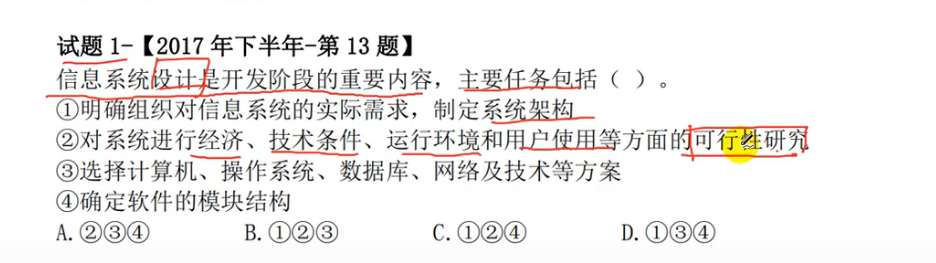 试题 1-【2017 年下半年-第 13 题】
信息系统设计是开发阶段的重要内容，主要任务包括（ ）。
①明确组织对信息系统的实际需求，制定系统架构
②对系统进行经济、技术条件、运行环境和用户使用等方面的可行性研究
③选择计算机、操作系统、数据库、网络及技术等方案
④确定软件的模块结构
A.②③④ B.①②③ C.①②④ D.①③④